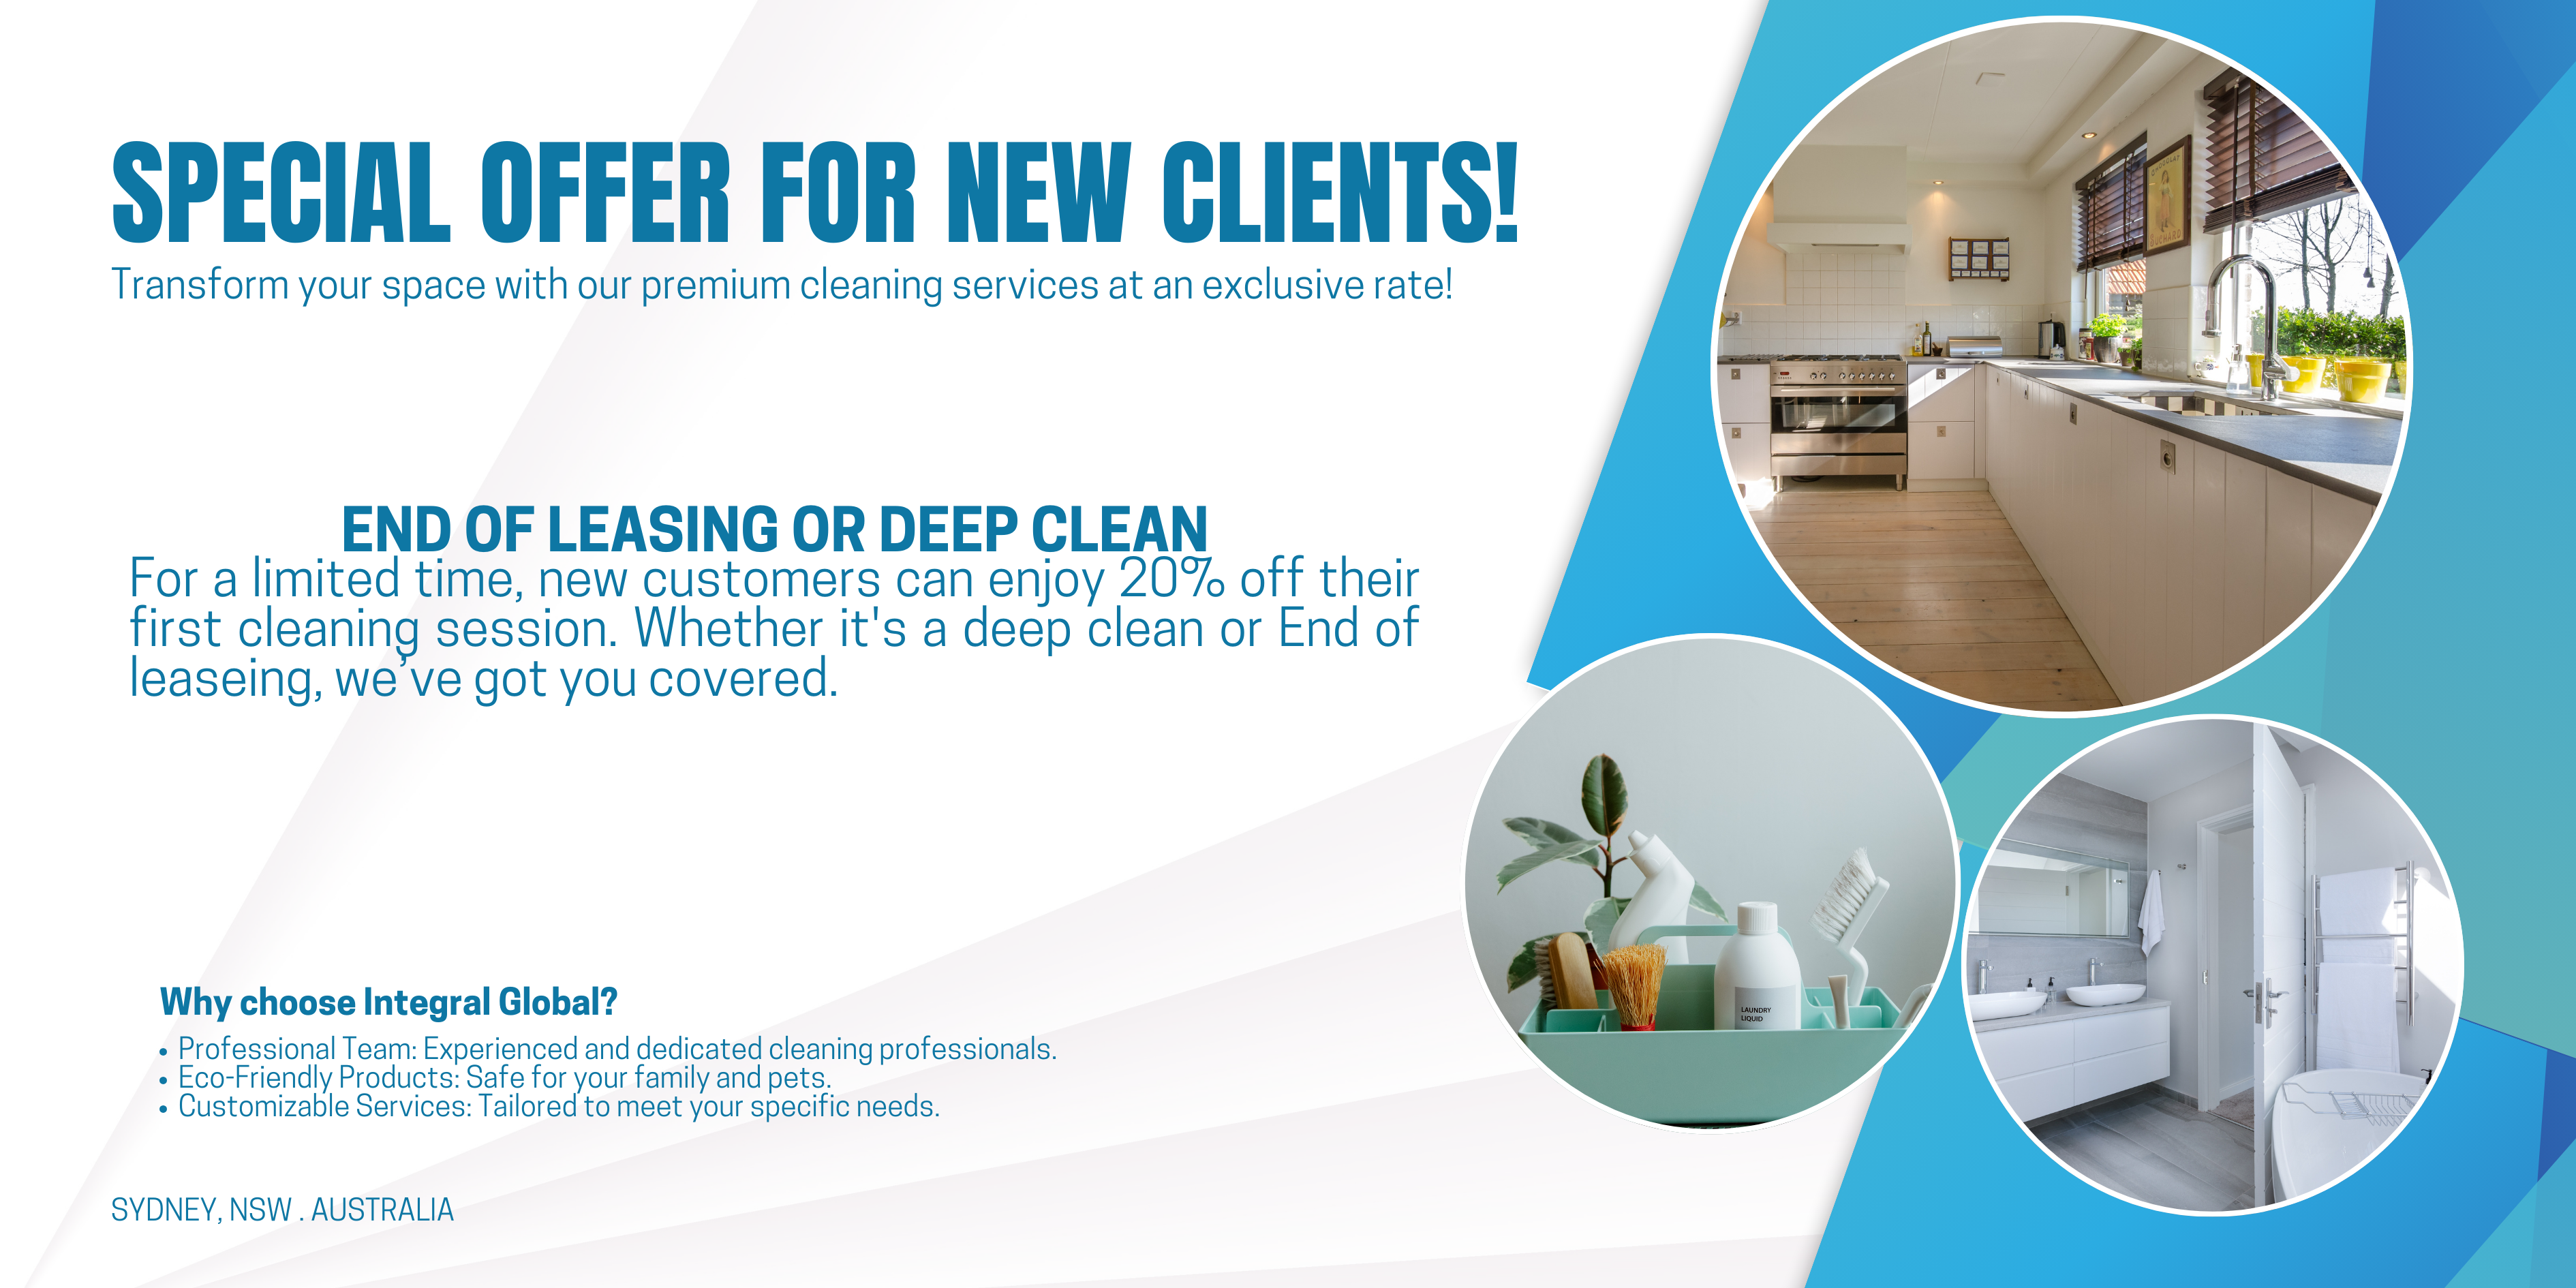 SPECIAL OFFER FOR NEW CLIENTS!
Transform your space with our premium cleaning services at an exclusive rate!
END OF LEASING OR DEEP CLEAN
For a limited time, new customers can enjoy 20% off their
first cleaning session. Whether it's a deep clean or End of
leaseing, we’ve got you covered.
Why choose Integral Global?
• Professional Team: Experienced and dedicated cleaning professionals.
• Eco-Friendly Products: Safe for your family and pets.
• Customizable Services: Tailored to meet your specific needs.
SYDNEY, NSW . AUSTRALIA
LAUNDRY
LIQUID